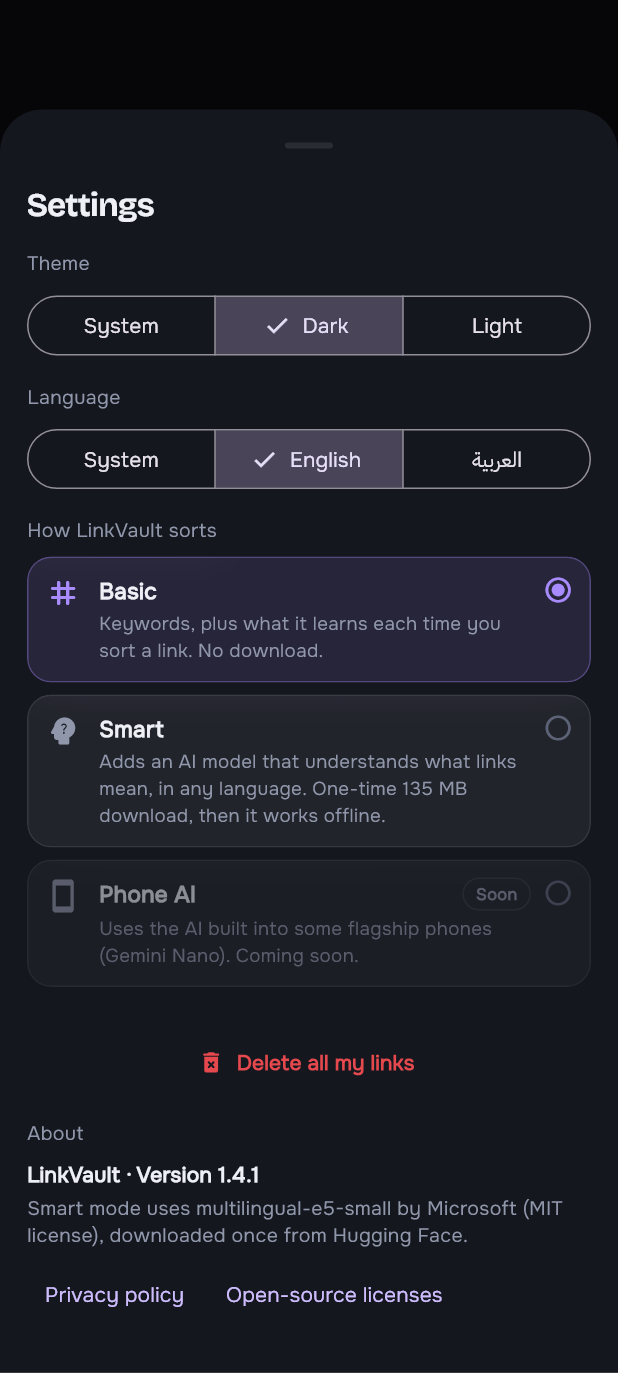 Settings
Theme
System
Dark
Light
Language
System
English
العربية
How LinkVault sorts
Basic
Keywords, plus what it learns each time you
sort a link. No download.
Smart
Adds an AI model that understands what links
mean, in any language. One-time 135 MB
download, then it works offline.
Phone AI
Soon
Uses the AI built into some flagship phones
(Gemini Nano). Coming soon.
Delete all my links
About
LinkVault · Version 1.4.1
Smart mode uses multilingual-e5-small by Microsoft (MIT
license), downloaded once from Hugging Face.
Privacy policy
Open-source licenses